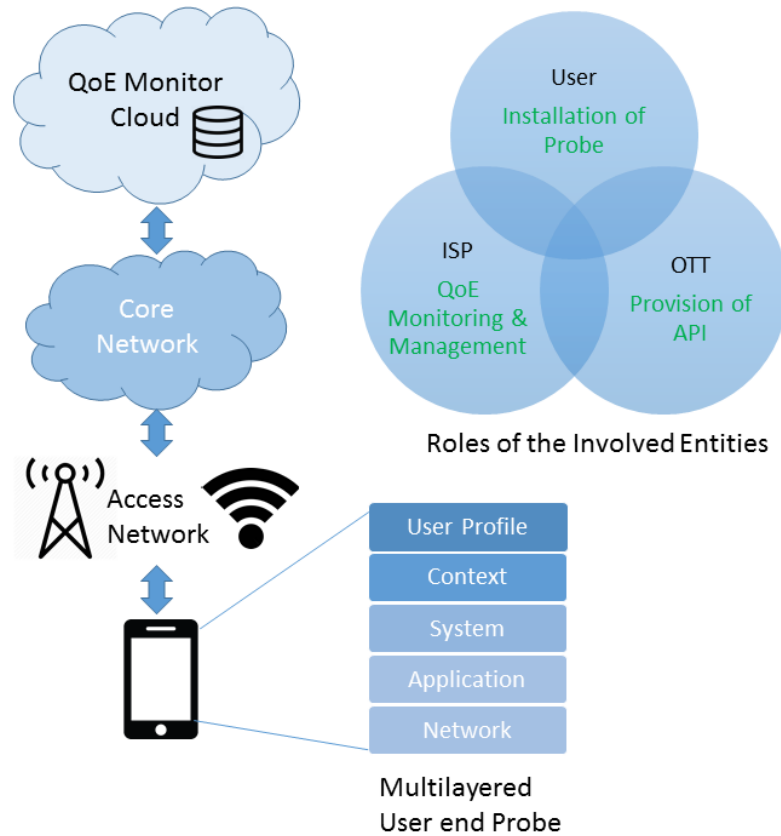 QoE Monitor
Cloud
Core
Network
Access
Network
User
Installation of
Probe
ISP
QoE
Monitoring &
Management
OTT
Provision of
API
Roles of the Involved Entities
User Profile
Context
System
Application
Network
Multilayered
User end Probe